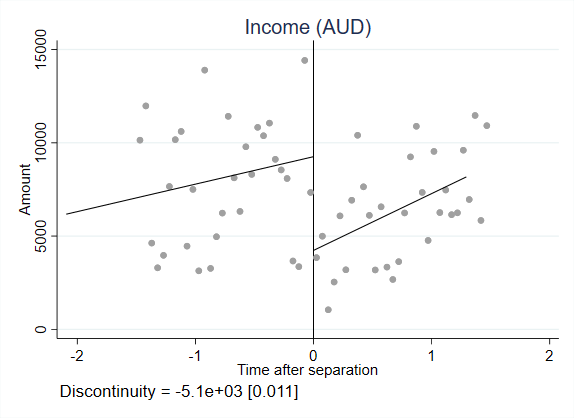 Income (AUD)
15000
10000
5000
0
Amount
-2 -1 0 1 2
Time after separation
Discontinuity = -5.1e+03 [0.011]